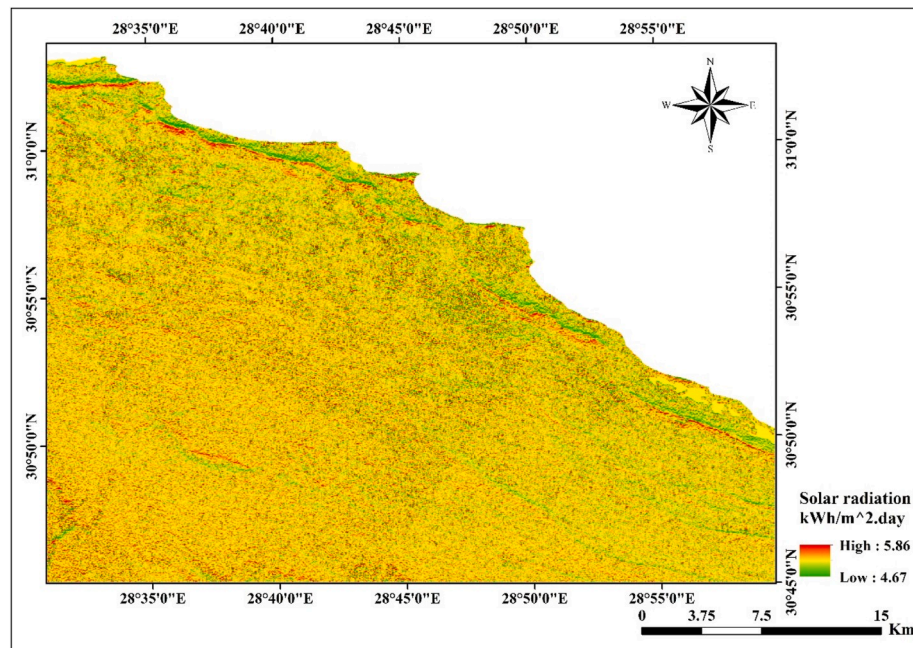 28°35'0"E 28°40'0"E 28°45'0"E 28°50'0"E 28°55'0"E
N
W E
S
31°0'0"N 31°0'0"N
30°55'0"N 30°55'0"N
30°50'0"N 30°50'0"N
30°45'0"N
Solar radiation
kWh/m^2.day
High : 5.86
Low : 4.67
28°35'0"E 28°40'0"E 28°45'0"E 28°50'0"E 28°55'0"E
0 3.75 7.5 15
Km